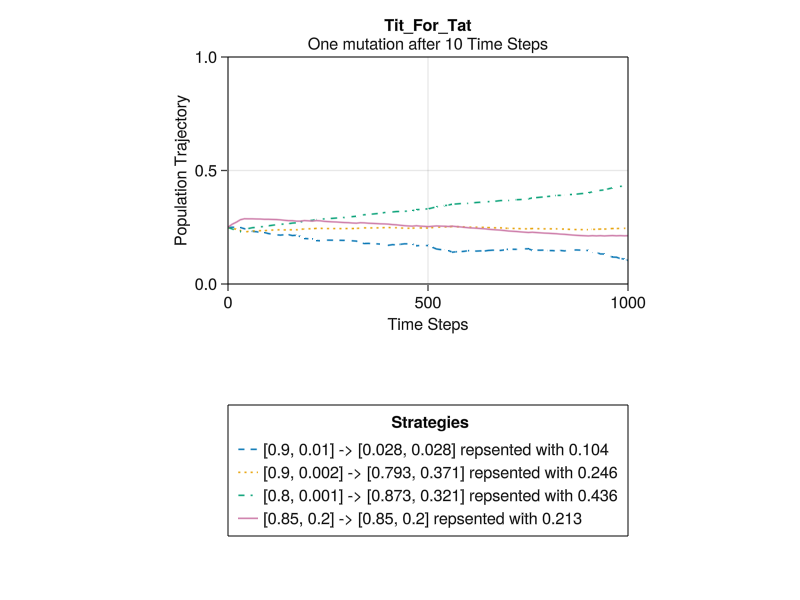 Tit_For_Tat
One mutation after 10 Time Steps
Population Trajectory
1.0
0.5
0.0
0
500
1000
Time Steps
Strategies
[0.9, 0.01] -> [0.028, 0.028] repsented with 0.104
[0.9, 0.002] -> [0.793, 0.371] repsented with 0.246
[0.8, 0.001] -> [0.873, 0.321] repsented with 0.436
[0.85, 0.2] -> [0.85, 0.2] repsented with 0.213